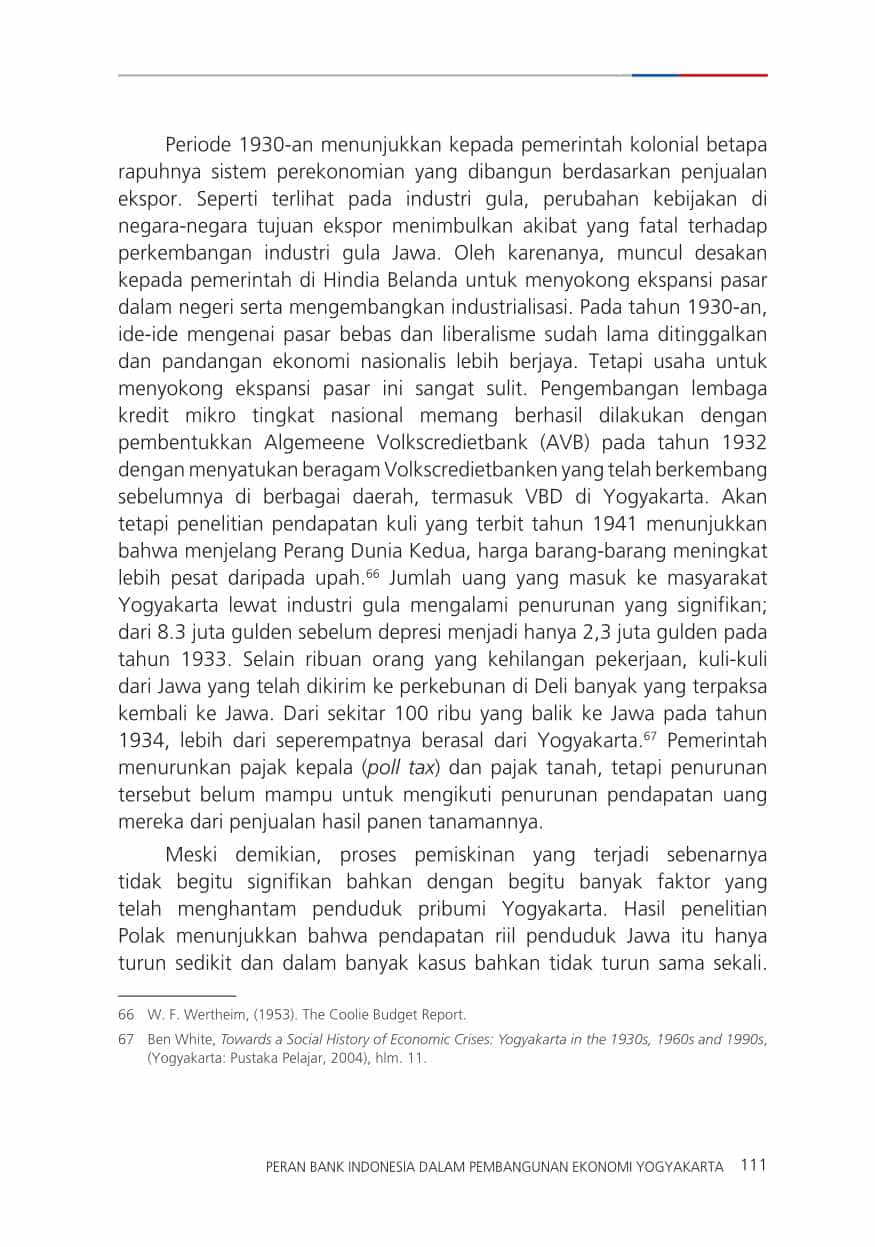 Periode 1930-an menunjukkan kepada pemerintah kolonial betapa
rapuhnya sistem perekonomian yang dibangun berdasarkan penjualan
ekspor. Seperti terlihat pada industri gula, perubahan kebijakan di
negara-negara tujuan ekspor menimbulkan akibat yang fatal terhadap
perkembangan industri gula Jawa. Oleh karenanya, muncul desakan
kepada pemerintah di Hindia Belanda untuk menyokong ekspansi pasar
dalam negeri serta mengembangkan industrialisasi. Pada tahun 1930-an,
ide-ide mengenai pasar bebas dan liberalisme sudah lama ditinggalkan
dan pandangan ekonomi nasionalis lebih berjaya. Tetapi usaha untuk
menyokong ekspansi pasar ini sangat sulit. Pengembangan lembaga
kredit mikro tingkat nasional memang berhasil dilakukan dengan
pembentukkan Algemeene Volkscredietbank (AVB) pada tahun 1932
dengan menyatukan beragam Volkscredietbanken yang telah berkembang
sebelumnya di berbagai daerah, termasuk VBD di Yogyakarta. Akan
tetapi penelitian pendapatan kuli yang terbit tahun 1941 menunjukkan
bahwa menjelang Perang Dunia Kedua, harga barang-barang meningkat
lebih pesat daripada upah.66 Jumlah uang yang masuk ke masyarakat
Yogyakarta lewat industri gula mengalami penurunan yang signifikan;
dari 8.3 juta gulden sebelum depresi menjadi hanya 2,3 juta gulden pada
tahun 1933. Selain ribuan orang yang kehilangan pekerjaan, kuli-kuli
dari Jawa yang telah dikirim ke perkebunan di Deli banyak yang terpaksa
kembali ke Jawa. Dari sekitar 100 ribu yang balik ke Jawa pada tahun
1934, lebih dari seperempatnya berasal dari Yogyakarta.67 Pemerintah
menurunkan pajak kepala (poll tax) dan pajak tanah, tetapi penurunan
tersebut belum mampu untuk mengikuti penurunan pendapatan uang
mereka dari penjualan hasil panen tanamannya.
Meski demikian, proses pemiskinan yang terjadi sebenarnya
tidak begitu signifikan bahkan dengan begitu banyak faktor yang
telah menghantam penduduk pribumi Yogyakarta. Hasil penelitian
Polak menunjukkan bahwa pendapatan riil penduduk Jawa itu hanya
turun sedikit dan dalam banyak kasus bahkan tidak turun sama sekali.
66 W. F. Wertheim, (1953). The Coolie Budget Report.
67 Ben White, Towards a Social History of Economic Crises: Yogyakarta in the 1930s, 1960s and 1990s,
(Yogyakarta: Pustaka Pelajar, 2004), hlm. 11.
PERAN BANK INDONESIA DALAM PEMBANGUNAN EKONOMI YOGYAKARTA 111